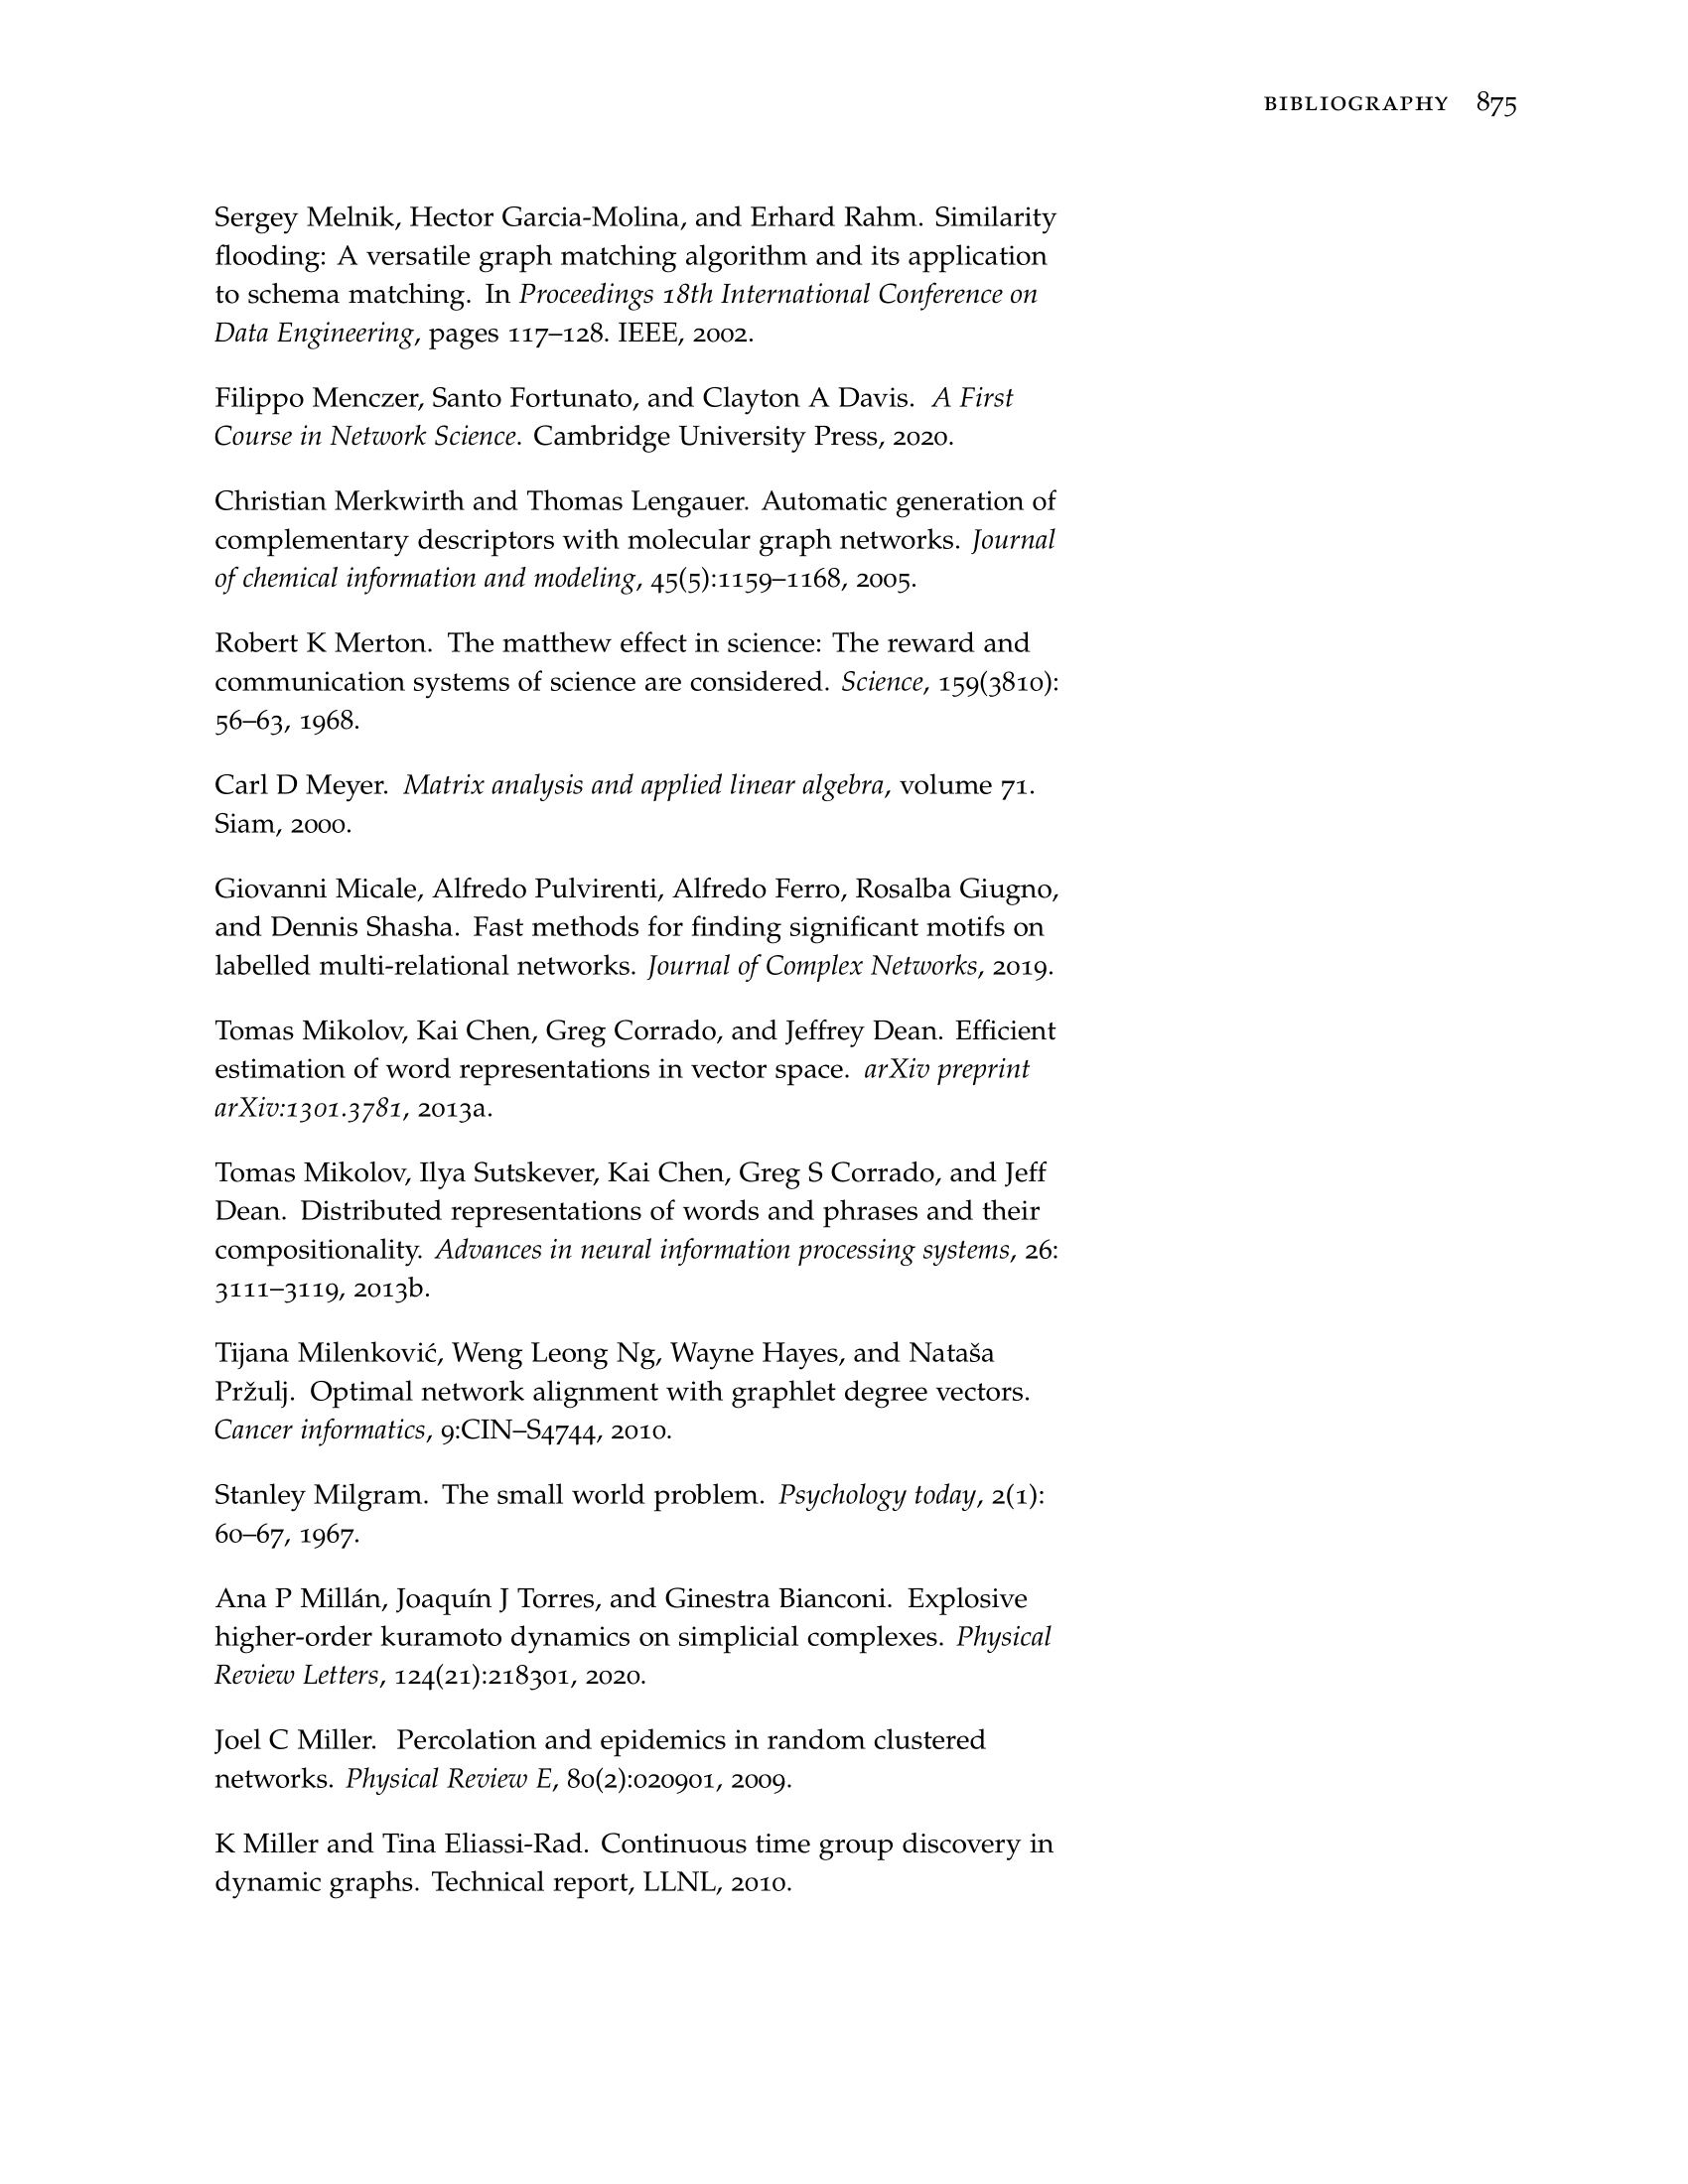 BIBLIOGRAPHY 875
Sergey Melnik, Hector Garcia-Molina, and Erhard Rahm. Similarity
flooding: A versatile graph matching algorithm and its application
to schema matching. In Proceedings 18th International Conference on
Data Engineering, pages 117–128. IEEE, 2002.
Filippo Menczer, Santo Fortunato, and Clayton A Davis. A First
Course in Network Science. Cambridge University Press, 2020.
Christian Merkwirth and Thomas Lengauer. Automatic generation of
complementary descriptors with molecular graph networks. Journal
of chemical information and modeling, 45(5):1159–1168, 2005.
Robert K Merton. The matthew effect in science: The reward and
communication systems of science are considered. Science, 159(3810):
56–63, 1968.
Carl D Meyer. Matrix analysis and applied linear algebra, volume 71.
Siam, 2000.
Giovanni Micale, Alfredo Pulvirenti, Alfredo Ferro, Rosalba Giugno,
and Dennis Shasha. Fast methods for finding significant motifs on
labelled multi-relational networks. Journal of Complex Networks, 2019.
Tomas Mikolov, Kai Chen, Greg Corrado, and Jeffrey Dean. Efficient
estimation of word representations in vector space. arXiv preprint
arXiv:1301.3781, 2013a.
Tomas Mikolov, Ilya Sutskever, Kai Chen, Greg S Corrado, and Jeff
Dean. Distributed representations of words and phrases and their
compositionality. Advances in neural information processing systems, 26:
3111–3119, 2013b.
Tijana Milenković, Weng Leong Ng, Wayne Hayes, and Nataša
Pržulj. Optimal network alignment with graphlet degree vectors.
Cancer informatics, 9:CIN–S4744, 2010.
Stanley Milgram. The small world problem. Psychology today, 2(1):
60–67, 1967.
Ana P Millán, Joaquín J Torres, and Ginestra Bianconi. Explosive
higher-order kuramoto dynamics on simplicial complexes. Physical
Review Letters, 124(21):218301, 2020.
Joel C Miller. Percolation and epidemics in random clustered
networks. Physical Review E, 80(2):020901, 2009.
K Miller and Tina Eliassi-Rad. Continuous time group discovery in
dynamic graphs. Technical report, LLNL, 2010.